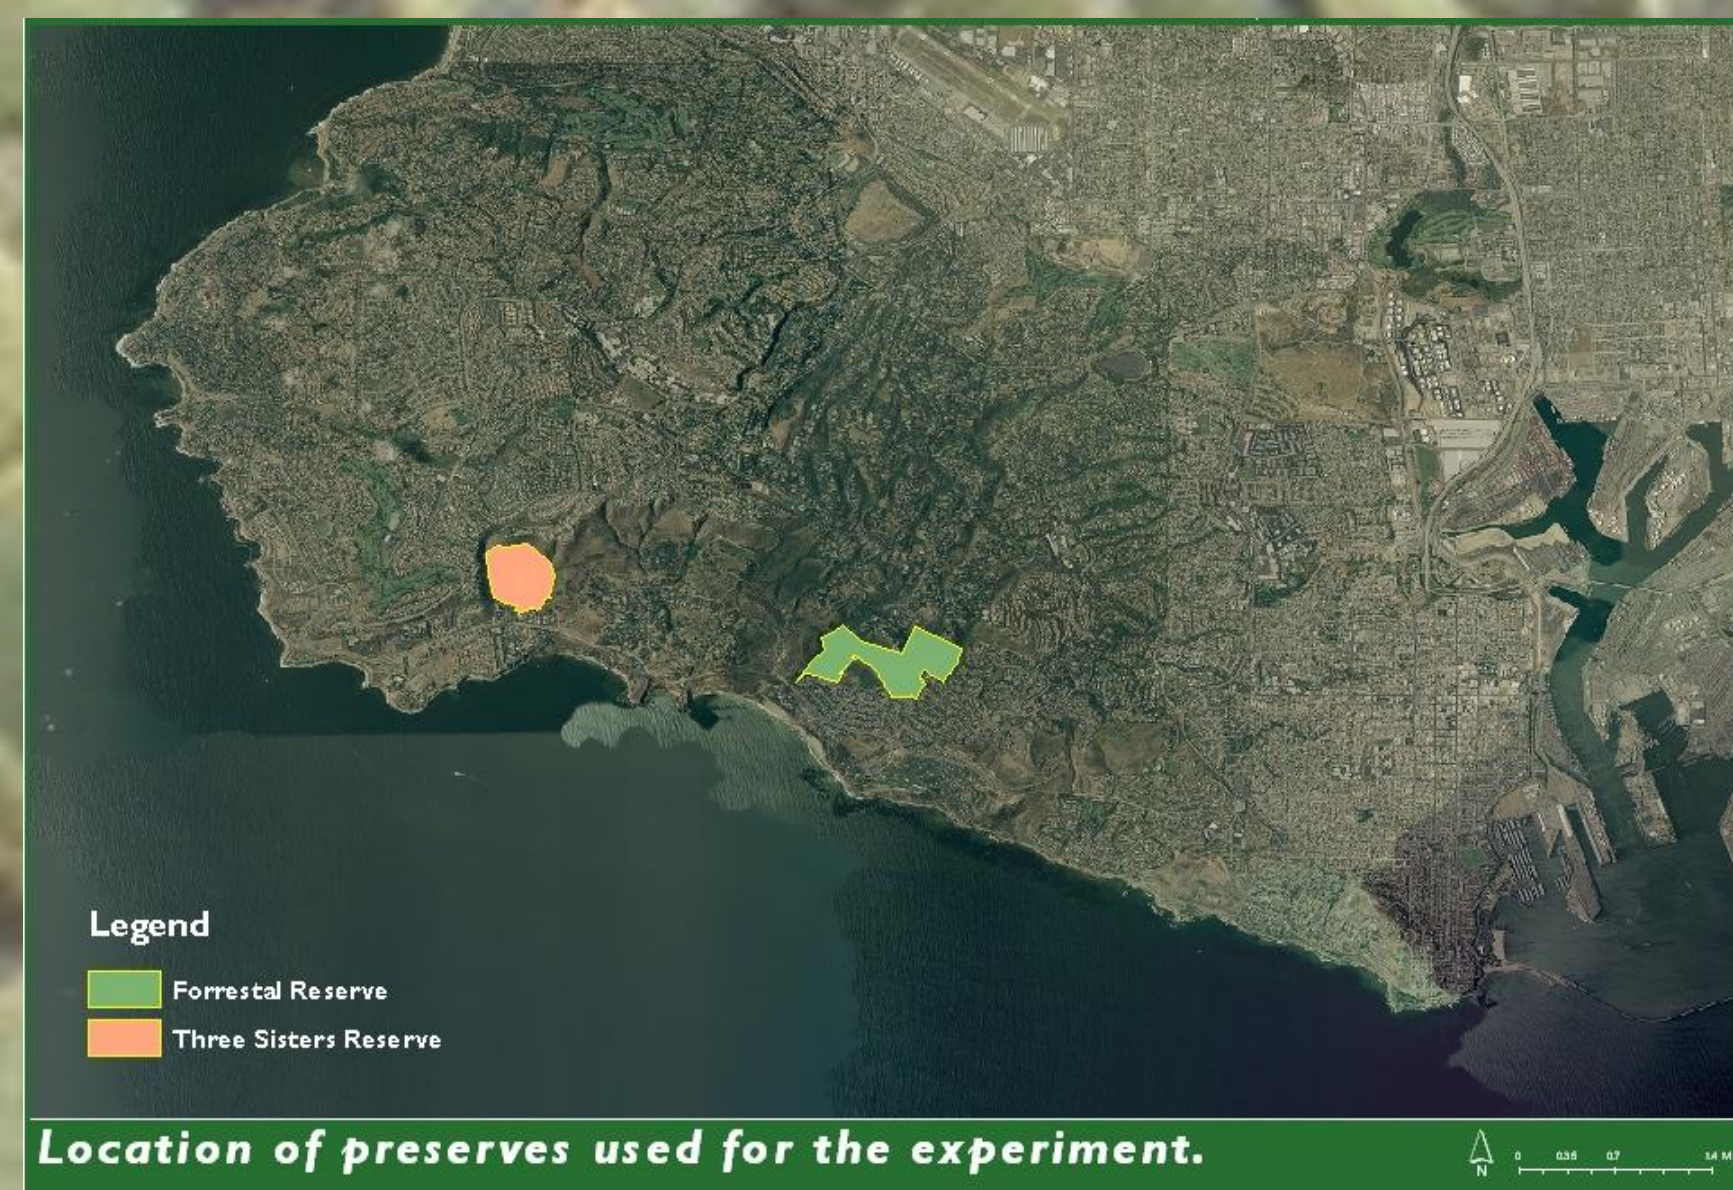 Legend
Forrestal Reserve
Three Sisters Reserve
Location of preserves used for the experiment.
N
0 0.35 0.7 1.4 M